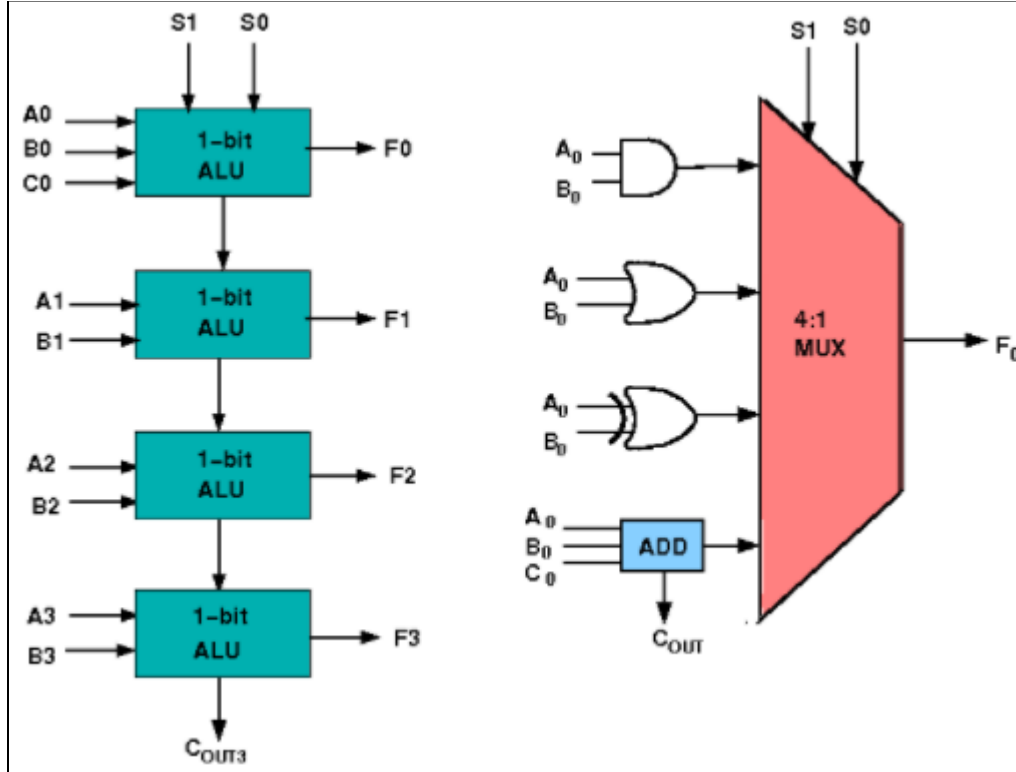 S1 S0
A0
B0
C0
1-bit
ALU
F0
A1
B1
1-bit
ALU
F1
A2
B2
1-bit
ALU
F2
A3
B3
1-bit
ALU
F3
COUT3
S1 S0
A0
B0
A0
B0
A0
B0
A0
B0
C0
ADD
COUT
4:1
MUX
F0